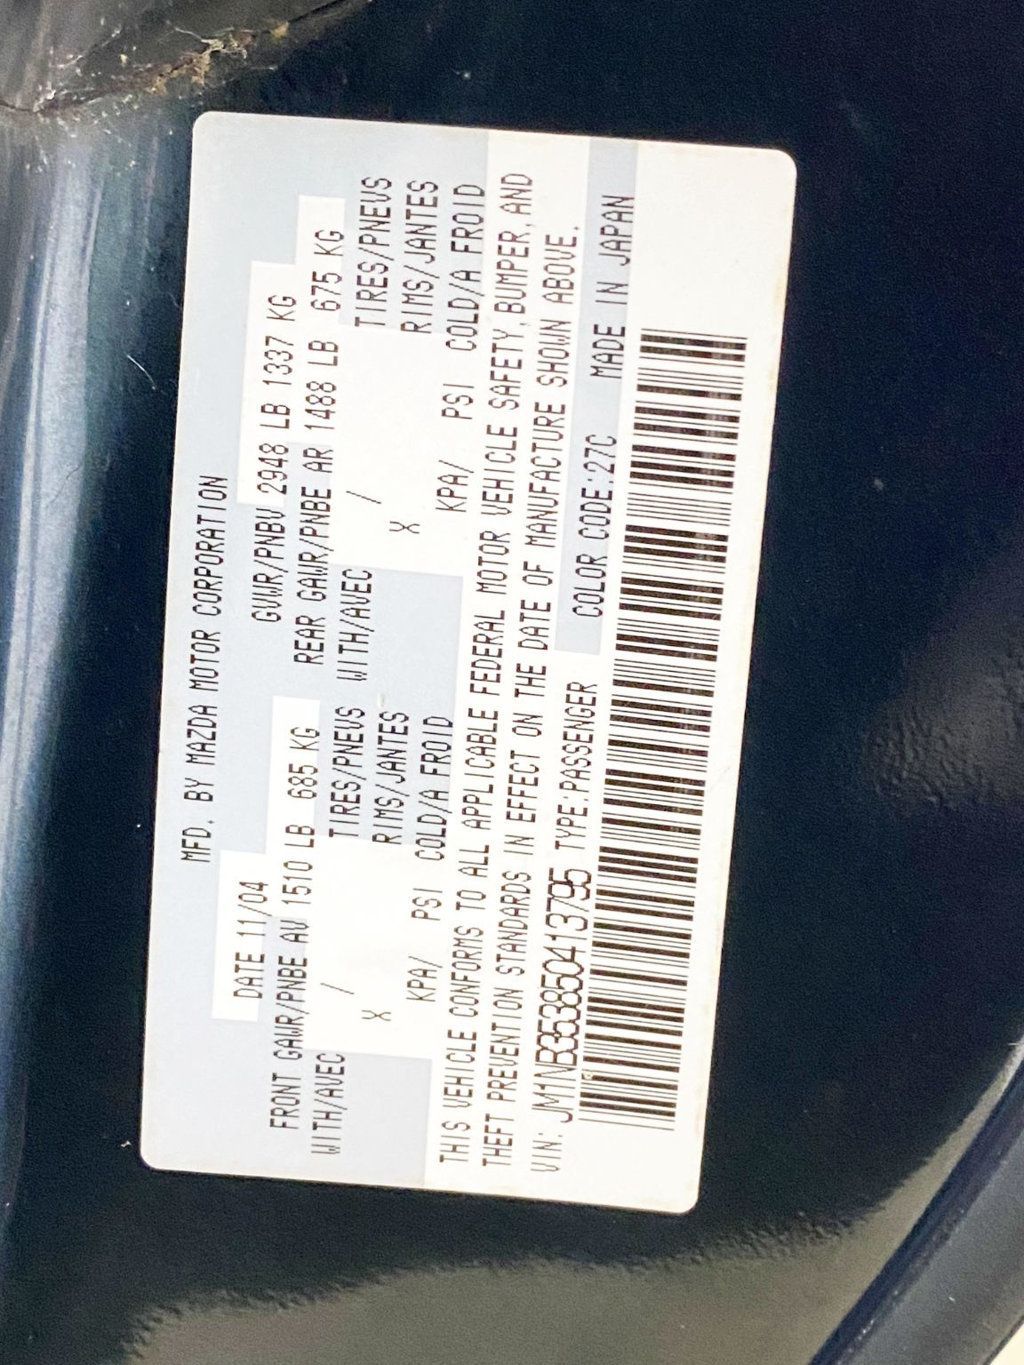 MFD. BY MAZDA MOTOR CORPORATION
DATE 11/04 GVWR/PNBV 2948 LB 1337 KG
FRONT GAWR/PNBE AV 1510 LB 685 KG REAR GAWR/PNBE AR 1488 LB 675 KG
WITH/AVEC / TIRES/PNEUS WITH/AVEC / TIRES/PNEUS
X RIMS/JANTES X RIMS/JANTES
KPA/ PSI COLD/A FROID KPA/ PSI COLD/A FROID
THIS VEHICLE CONFORMS TO ALL APPLICABLE FEDERAL MOTOR VEHICLE SAFETY, BUMPER, AND
THEFT PREVENTION STANDARDS IN EFFECT ON THE DATE OF MANUFACTURE SHOWN ABOVE.
VIN: JM1NB353850413795 TYPE:PASSENGER COLOR CODE:27C MADE IN JAPAN